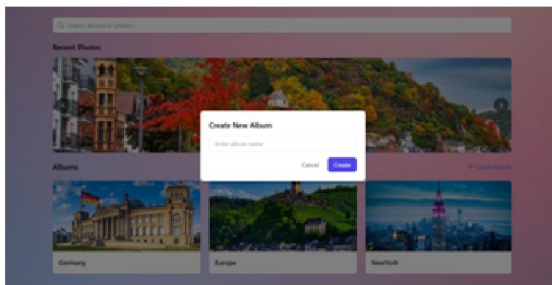 Search albums or photos...
Recent Photos
Create New Album
Enter album name
Cancel
Create
Albums
+ Create Album
Germany
Europe
NewYork